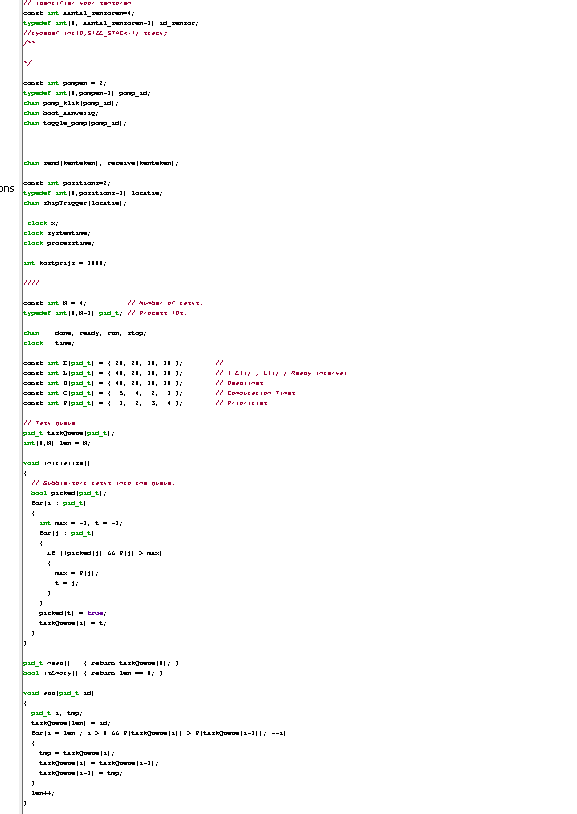 // Identifier voor sensoren
const int aantal_sensoren=4;
typedef int[0, aantal_sensoren-1] id_sensor;
//typedef int[0,SIZE_STACK-1] stack;
/**
*/
const int pompen = 2;
typedef int[0,pompen-1] pomp_id;
chan pomp_klik[pomp_id];
chan boot_aanwezig;
chan toggle_pomp[pomp_id];
chan send[kenteken], receive[kenteken];
ons
const int positions=2;
typedef int[0,positions-1] locatie;
chan shipTrigger[locatie];
clock x;
clock systemtime;
clock processtime;
int kostprijs = 1000;
////
const int N = 4; // Number of tasks.
typedef int[0,N-1] pid_t; // Process IDs.
chan done, ready, run, stop;
clock time;
const int E[pid_t] = { 20, 20, 20, 20 }; //
const int L[pid_t] = { 40, 20, 20, 20 }; // [ E[i] , L[i] ] Ready interval
const int D[pid_t] = { 40, 20, 20, 20 }; // Deadlines
const int C[pid_t] = { 5, 4, 2, 1 }; // Computation Times
const int P[pid_t] = { 1, 2, 3, 4 }; // Priorities
// Task queue
pid_t taskQueue[pid_t];
int[0,N] len = N;
void initialize()
{
// Bubble-sort tasks into the queue.
bool picked[pid_t];
for(i : pid_t)
{
int max = -1, t = -1;
for(j : pid_t)
{
if (!picked[j] && P[j] > max)
{
max = P[j];
t = j;
}
}
picked[t] = true;
taskQueue[i] = t;
}
}
pid_t head() { return taskQueue[0]; }
bool isEmpty() { return len == 0; }
void add(pid_t id)
{
pid_t i, tmp;
taskQueue[len] = id;
for(i = len ; i > 0 && P[taskQueue[i]] > P[taskQueue[i-1]]; --i)
{
tmp = taskQueue[i];
taskQueue[i] = taskQueue[i-1];
taskQueue[i-1] = tmp;
}
len++;
}